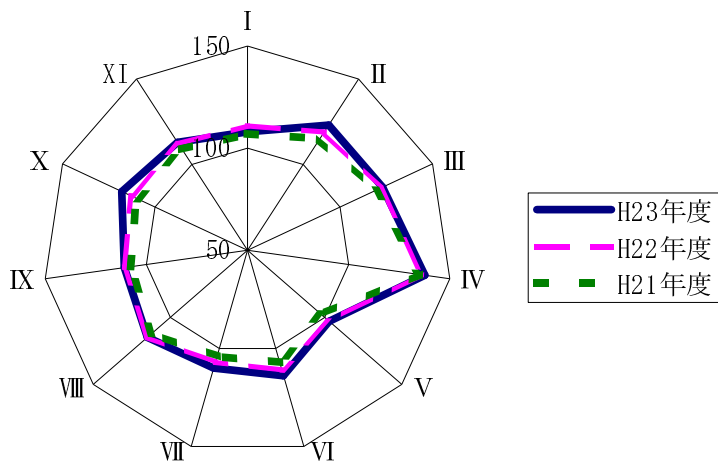 I
150
XI
II
100
X
III
50
IX
IV
VIII
V
VII
VI
H23年度
H22年度
H21年度